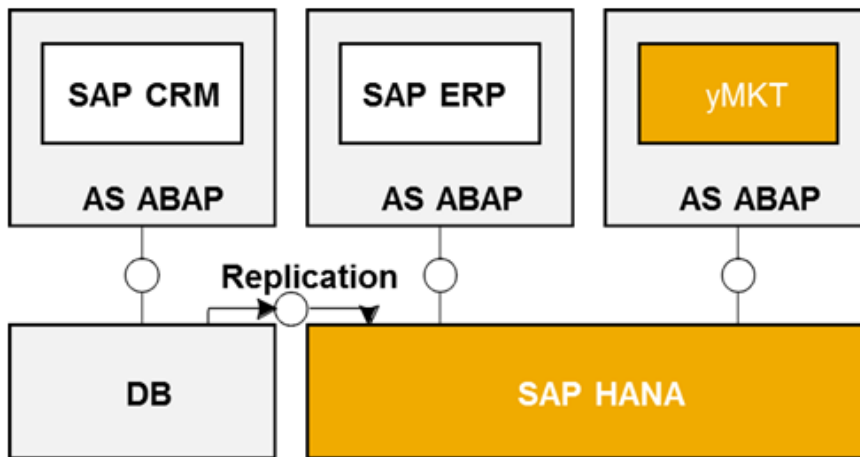 SAP CRM
AS ABAP
SAP ERP
AS ABAP
yMKT
AS ABAP
Replication
DB
SAP HANA